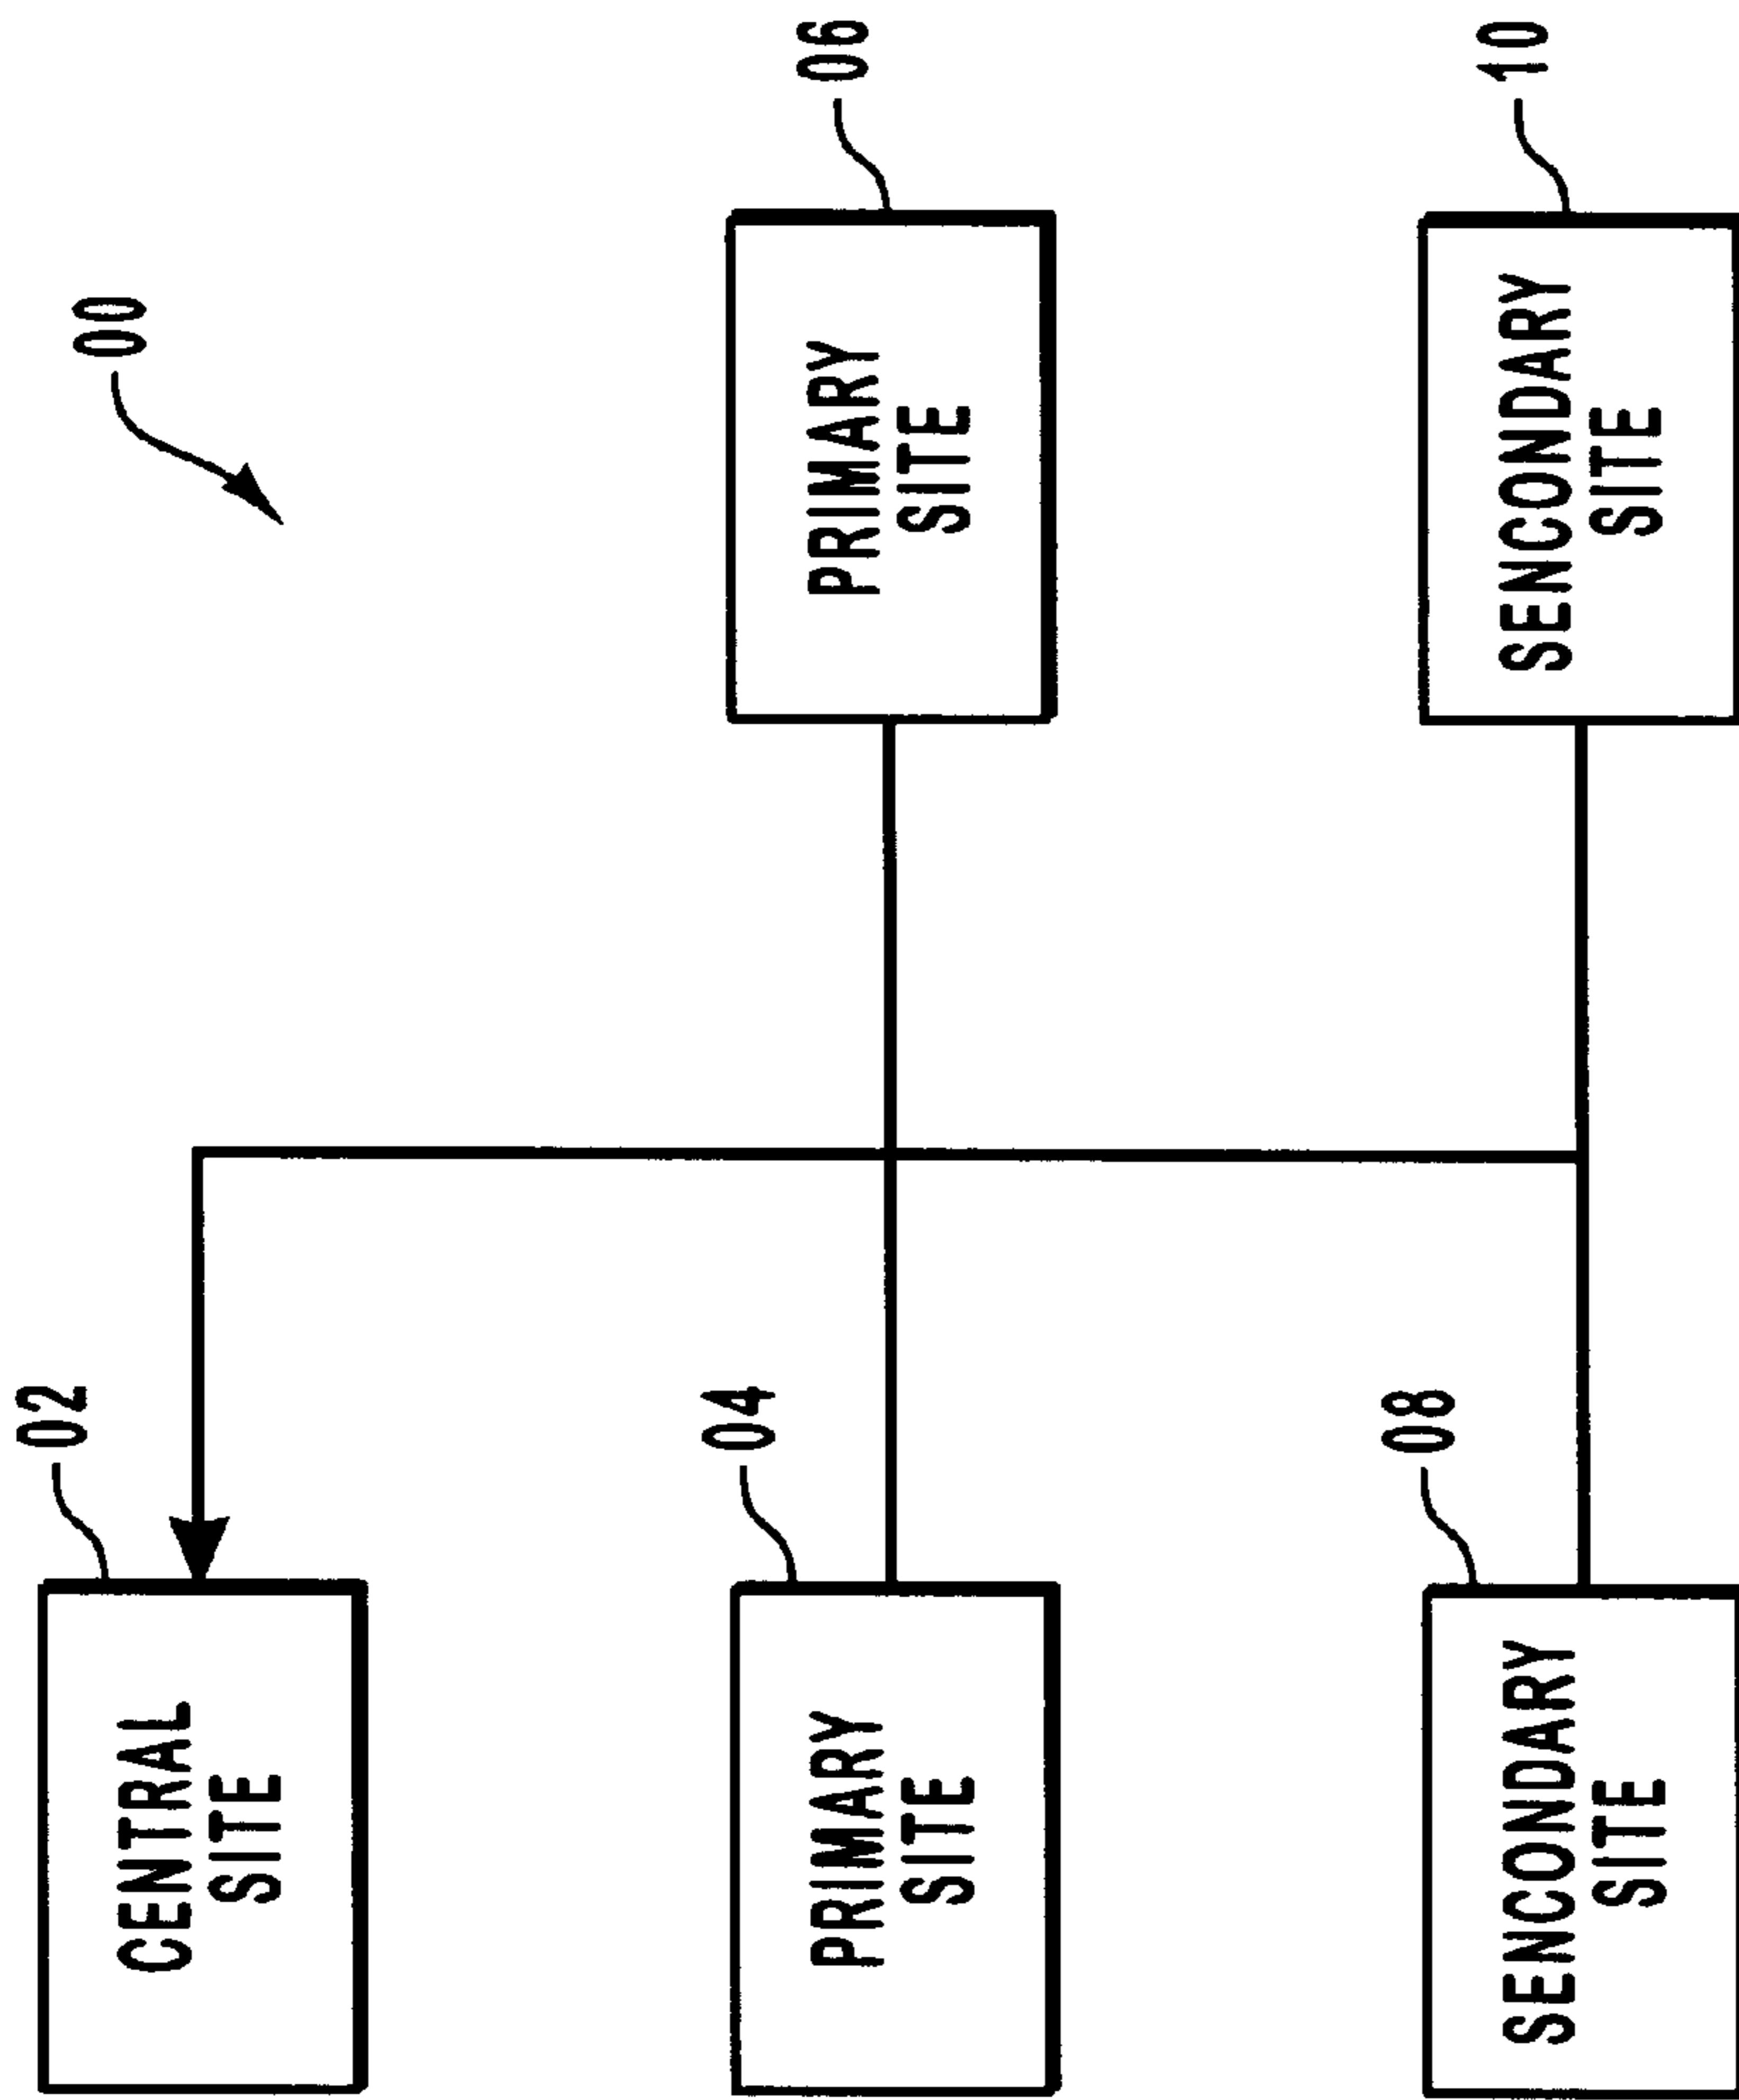 00
02
CENTRAL
SITE
04
PRIMARY
SITE
06
PRIMARY
SITE
08
SENCONDARY
SITE
10
SENCONDARY
SITE